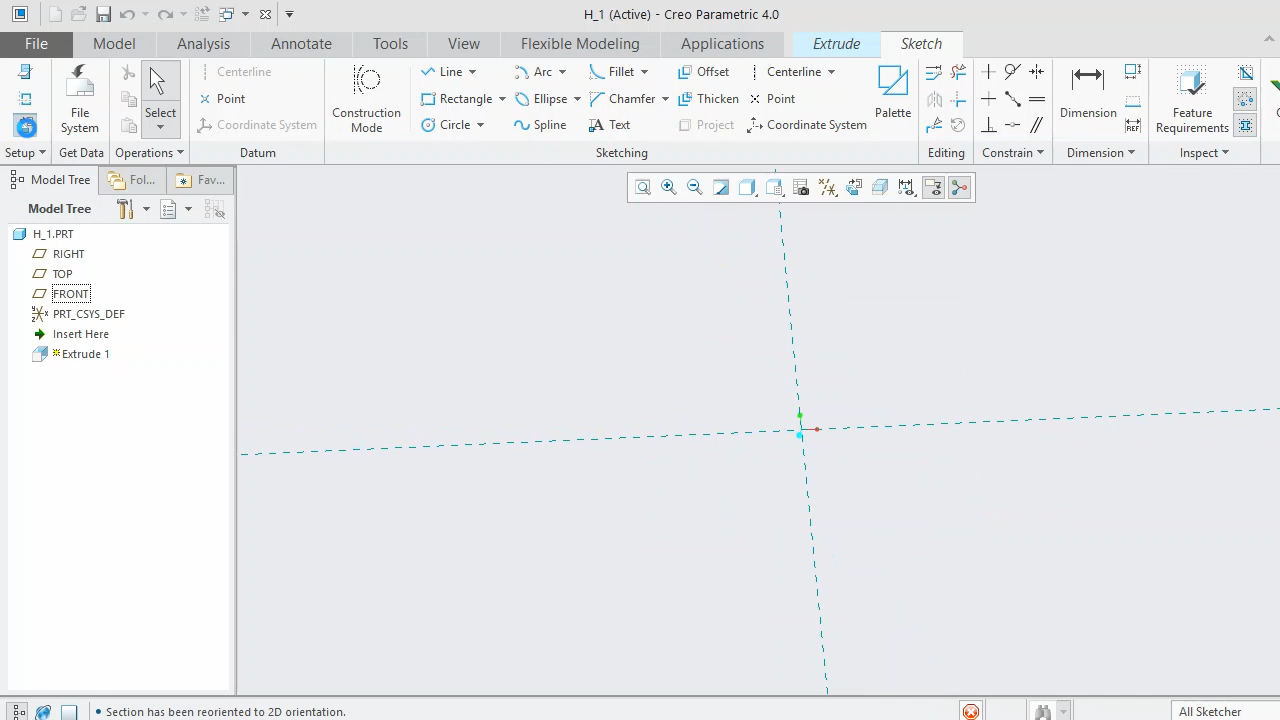 H_1 (Active) - Creo Parametric 4.0
File
Model
Analysis
Annotate
Tools
View
Flexible Modeling
Applications
Extrude
Sketch
Centerline
Line
Arc
Fillet
Offset
Centerline
Point
Rectangle
Ellipse
Chamfer
Thicken
Point
Coordinate System
Circle
Spline
Text
Project
Coordinate System
File
System
Select
Construction
Mode
Palette
Dimension
Feature
Requirements
Setup
Get Data
Operations
Datum
Sketching
Editing
Constrain
Dimension
Inspect
Model Tree
Fol...
Fav...
Model Tree
H_1.PRT
RIGHT
TOP
FRONT
PRT_CSYS_DEF
Insert Here
Extrude 1
Section has been reoriented to 2D orientation.
All Sketcher